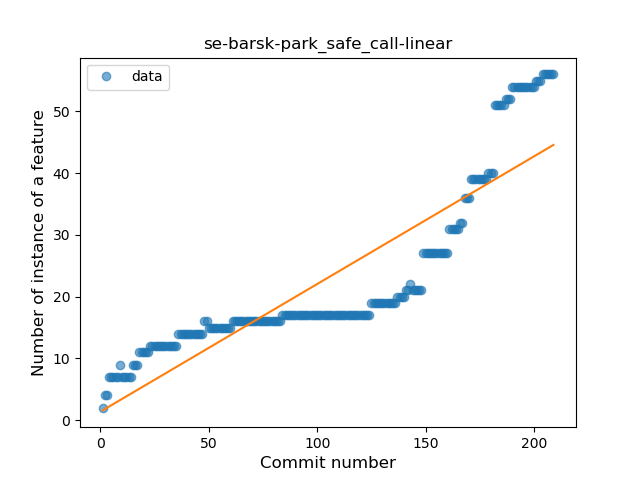 se-barsk-park_safe_call-linear
data
Number of instance of a feature
50
40
30
20
10
0
0 50 100 150 200
Commit number